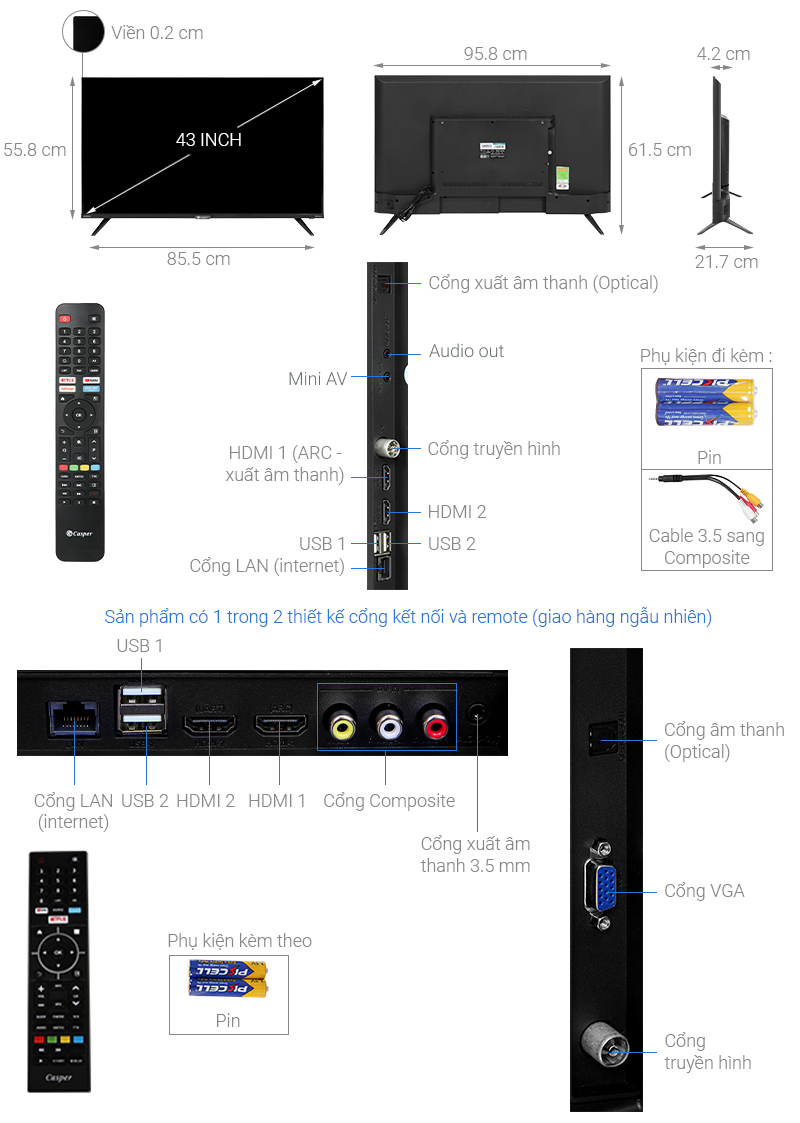 Viền 0.2 cm
95.8 cm
4.2 cm
55.8 cm
43 INCH
61.5 cm
85.5 cm
21.7 cm
Cổng xuất âm thanh (Optical)
Audio out
Mini AV
Phụ kiện đi kèm :
PKCELL
Pin
HDMI 1 (ARC -
xuất âm thanh)
Cổng truyền hình
HDMI 2
USB 1
USB 2
Cổng LAN (internet)
Cable 3.5 sang
Composite
OK
Casper
Sản phẩm có 1 trong 2 thiết kế cổng kết nối và remote (giao hàng ngẫu nhiên)
USB 1
Cổng LAN
(internet)
USB 2
HDMI 2
HDMI 1
Cổng Composite
Cổng xuất âm
thanh 3.5 mm
Cổng âm thanh
(Optical)
Cổng VGA
Cổng
truyền hình
NETFLIX
OK
Casper
Phụ kiện kèm theo
PKCELL
Pin